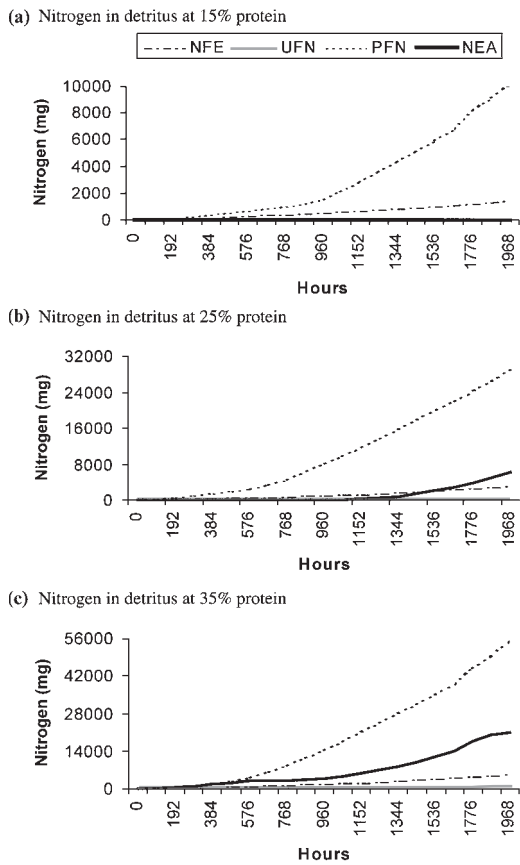 (a) Nitrogen in detritus at 15% protein
NFE UFN PFN NEA
Nitrogen (mg)
10000
8000
6000
4000
2000
0
0 192 384 576 768 960 1152 1344 1536 1776 1968
Hours
(b) Nitrogen in detritus at 25% protein
Nitrogen (mg)
32000
24000
16000
8000
0
0 192 384 576 768 960 1152 1344 1536 1776 1968
Hours
(c) Nitrogen in detritus at 35% protein
Nitrogen (mg)
56000
42000
28000
14000
0
0 192 384 576 768 960 1152 1344 1536 1776 1968
Hours